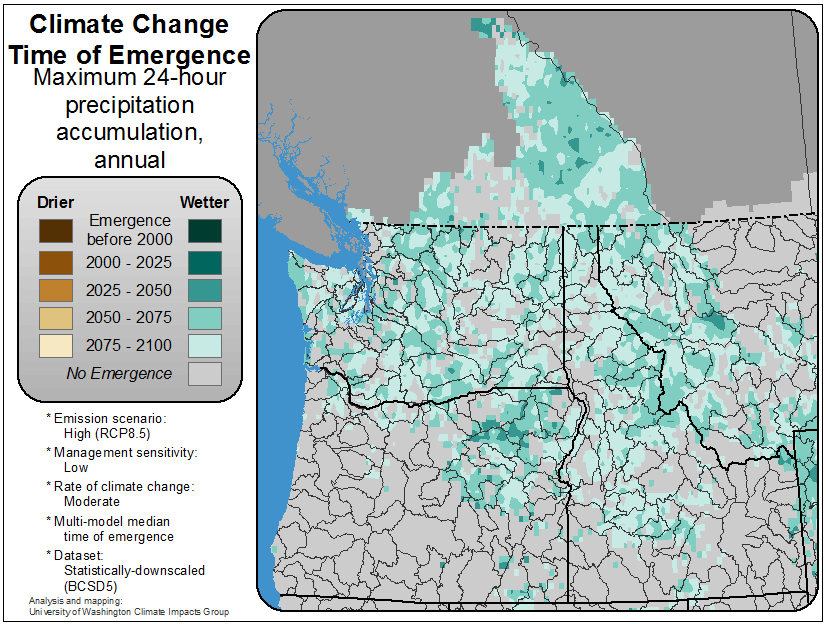 Climate Change
Time of Emergence
Maximum 24-hour
precipitation
accumulation,
annual
Drier
Wetter
Emergence
before 2000
2000 - 2025
2025 - 2050
2050 - 2075
2075 - 2100
No Emergence
* Emission scenario:
High (RCP8.5)
* Management sensitivity:
Low
* Rate of climate change:
Moderate
* Multi-model median
time of emergence
* Dataset:
Statistically-downscaled
(BCSD5)
Analysis and mapping:
University of Washington Climate Impacts Group